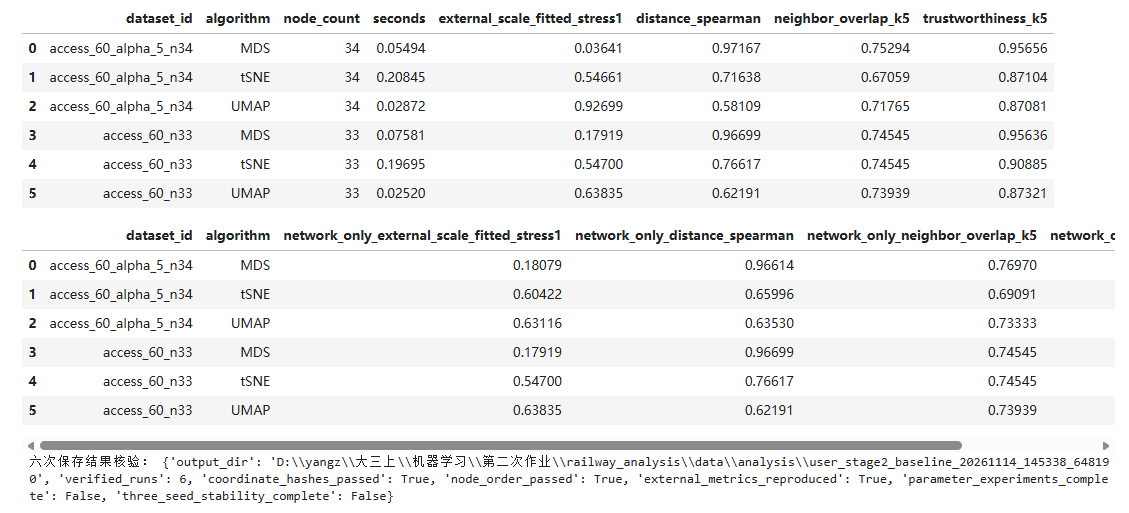 dataset_id algorithm node_count seconds external_scale_fitted_stress1 distance_spearman neighbor_overlap_k5 trustworthiness_k5
0 access_60_alpha_5_n34 MDS 34 0.05494 0.03641 0.97167 0.75294 0.95656
1 access_60_alpha_5_n34 tSNE 34 0.20845 0.54661 0.71638 0.67059 0.87104
2 access_60_alpha_5_n34 UMAP 34 0.02872 0.92699 0.58109 0.71765 0.87081
3 access_60_n33 MDS 33 0.07581 0.17919 0.96699 0.74545 0.95636
4 access_60_n33 tSNE 33 0.19695 0.54700 0.76617 0.74545 0.90885
5 access_60_n33 UMAP 33 0.02520 0.63835 0.62191 0.73939 0.87321
dataset_id algorithm network_only_external_scale_fitted_stress1 network_only_distance_spearman network_only_neighbor_overlap_k5
0 access_60_alpha_5_n34 MDS 0.18079 0.96614 0.76970
1 access_60_alpha_5_n34 tSNE 0.60422 0.65996 0.69091
2 access_60_alpha_5_n34 UMAP 0.63116 0.63530 0.73333
3 access_60_n33 MDS 0.17919 0.96699 0.74545
4 access_60_n33 tSNE 0.54700 0.76617 0.74545
5 access_60_n33 UMAP 0.63835 0.62191 0.73939
六次保存结果核验： {'output_dir': 'D:\\yangz\\大三上\\机器学习\\第二次作业\\railway_analysis\\data\\analysis\\user_stage2_baseline_20261114_145338_64819
0', 'verified_runs': 6, 'coordinate_hashes_passed': True, 'node_order_passed': True, 'external_metrics_reproduced': True, 'parameter_experiments_comple
te': False, 'three_seed_stability_complete': False}